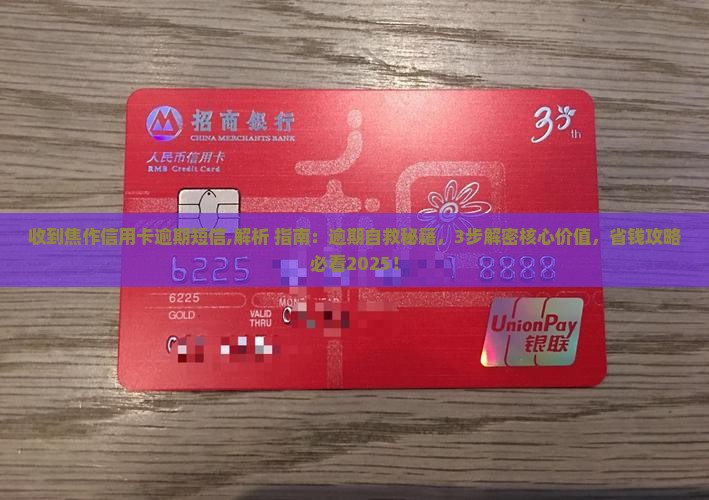 招商银行
CHINA MERCHANTS BANK
30th
人民币信用卡
RMB Credit Card
收到焦作信用卡逾期短信,解析 指南：逾期自救秘籍，3步解密核心价值，省钱攻略
必看2025！
6225 8888
6225
GOLD
VALID
THRU
MONTH YEAR
UnionPay
银联